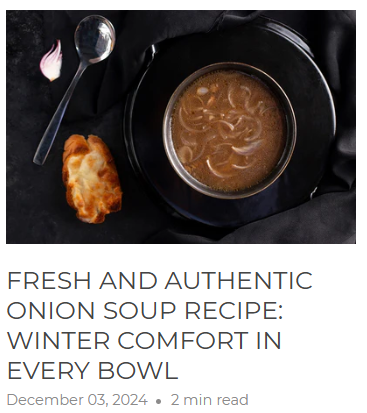 FRESH AND AUTHENTIC
ONION SOUP RECIPE:
WINTER COMFORT IN
EVERY BOWL
December 03, 2024 • 2 min read